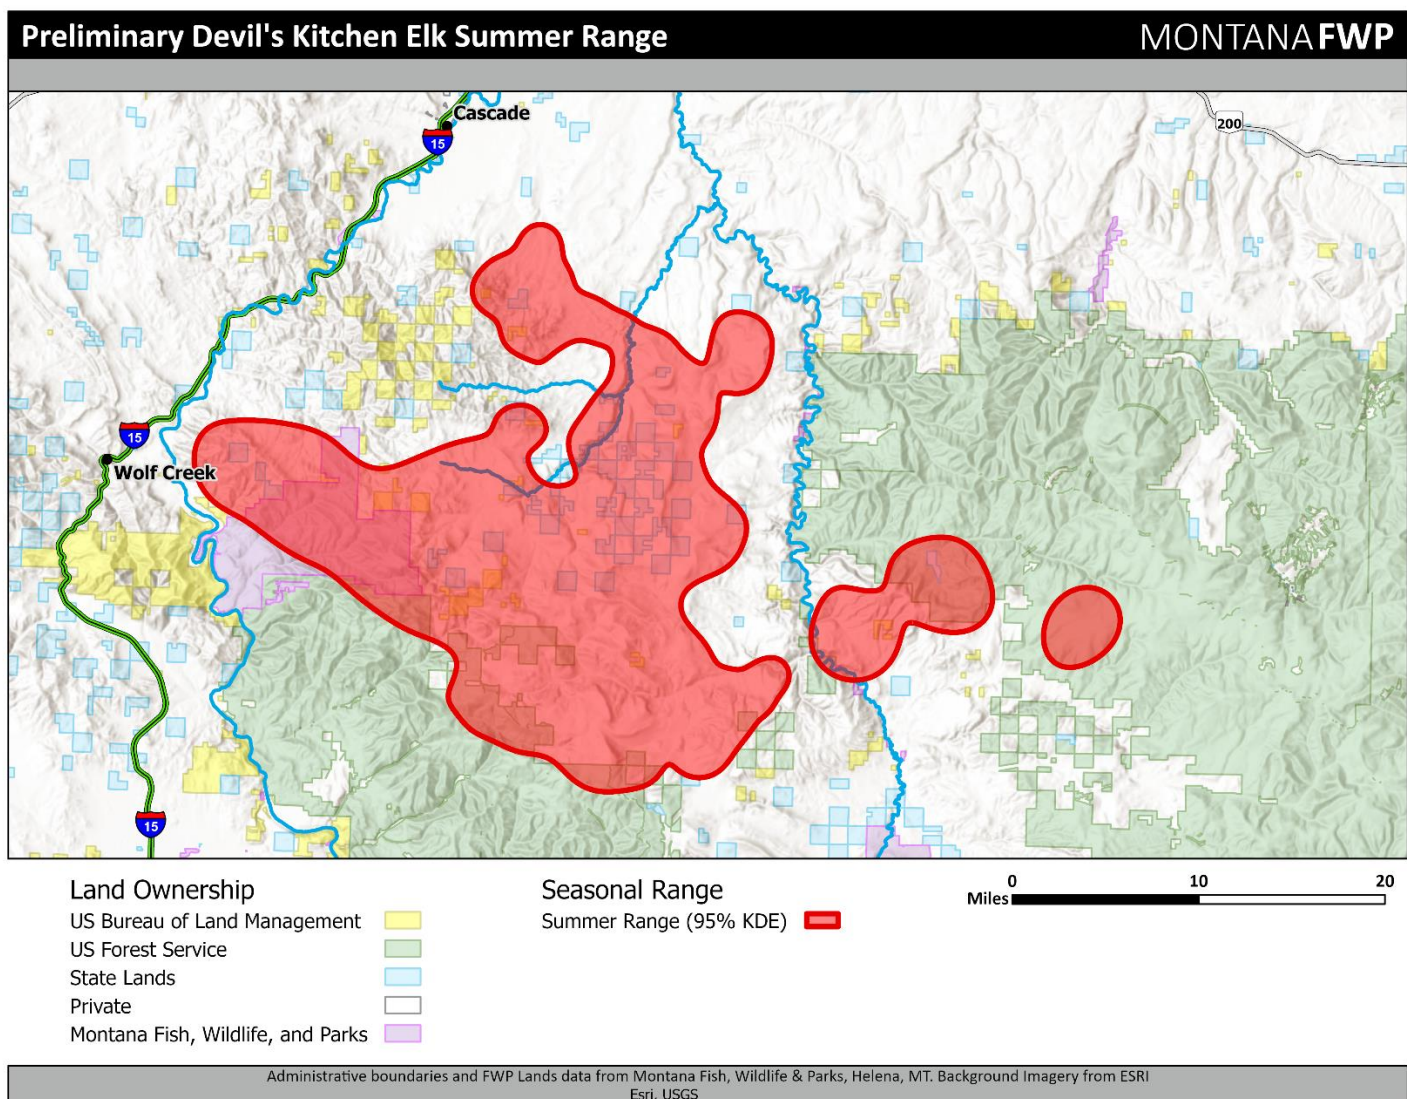 Preliminary Devil's Kitchen Elk Summer Range
MONTANA FWP
Cascade
15
200
15
Wolf Creek
15
Land Ownership
US Bureau of Land Management
US Forest Service
State Lands
Private
Montana Fish, Wildlife, and Parks
Seasonal Range
Summer Range (95% KDE)
0 10 20
Miles
Administrative boundaries and FWP Lands data from Montana Fish, Wildlife & Parks, Helena, MT. Background Imagery from ESRI
Esri, USGS